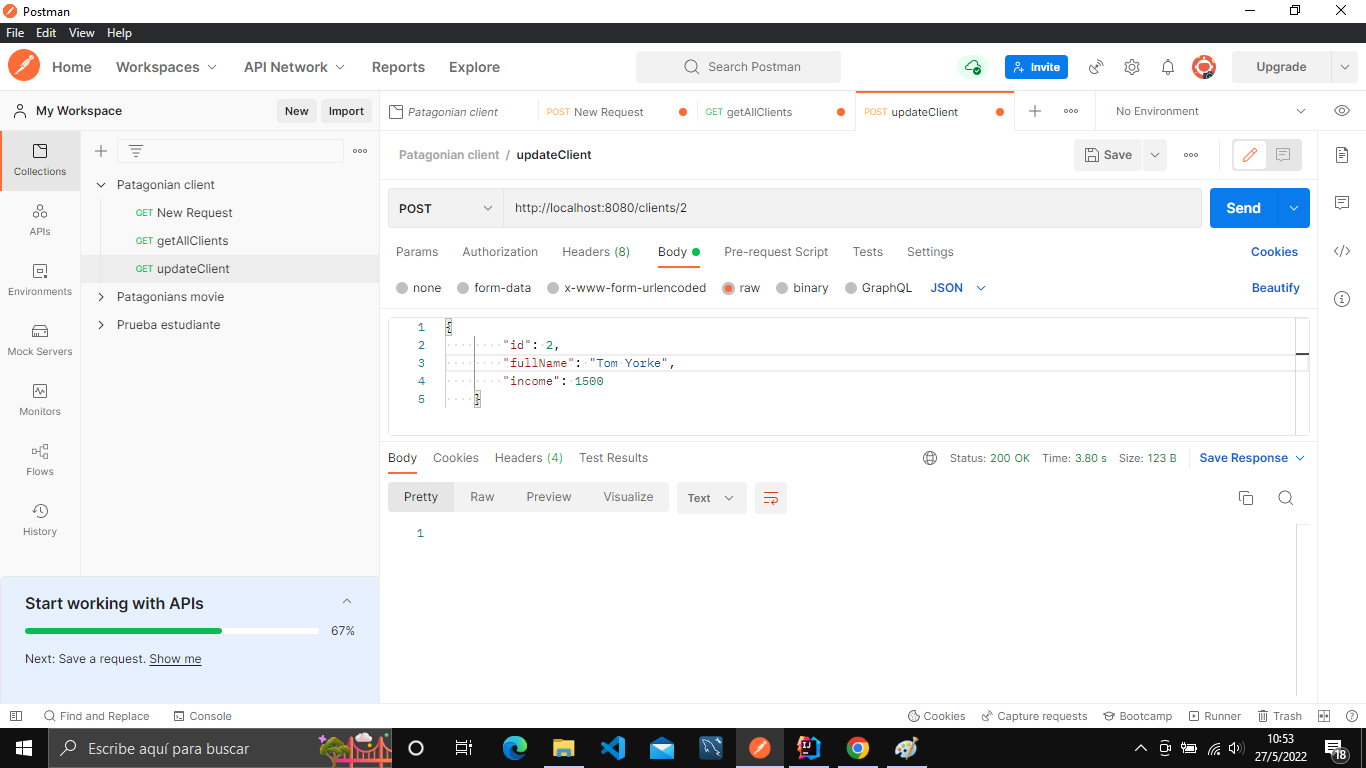 Postman
File Edit View Help
Home Workspaces API Network Reports Explore Search Postman Invite Upgrade
My Workspace New Import Patagonian client POST New Request GET getAllClients POST updateClient No Environment
Collections
APIs
Environments
Mock Servers
Monitors
Flows
History
Patagonian client
GET New Request
GET getAllClients
GET updateClient
Patagonians movie
Prueba estudiante
Patagonian client / updateClient Save
POST http://localhost:8080/clients/2 Send
Params Authorization Headers (8) Body Pre-request Script Tests Settings Cookies
none form-data x-www-form-urlencoded raw binary GraphQL JSON Beautify
1 {
2 "id": 2,
3 "fullName": "Tom Yorke",
4 "income": 1500
5 }
Body Cookies Headers (4) Test Results Status: 200 OK Time: 3.80 s Size: 123 B Save Response
Pretty Raw Preview Visualize Text
1
Start working with APIs
67%
Next: Save a request. Show me
Find and Replace Console Cookies Capture requests Bootcamp Runner Trash
Escribe aquí para buscar
10:53
27/5/2022
18